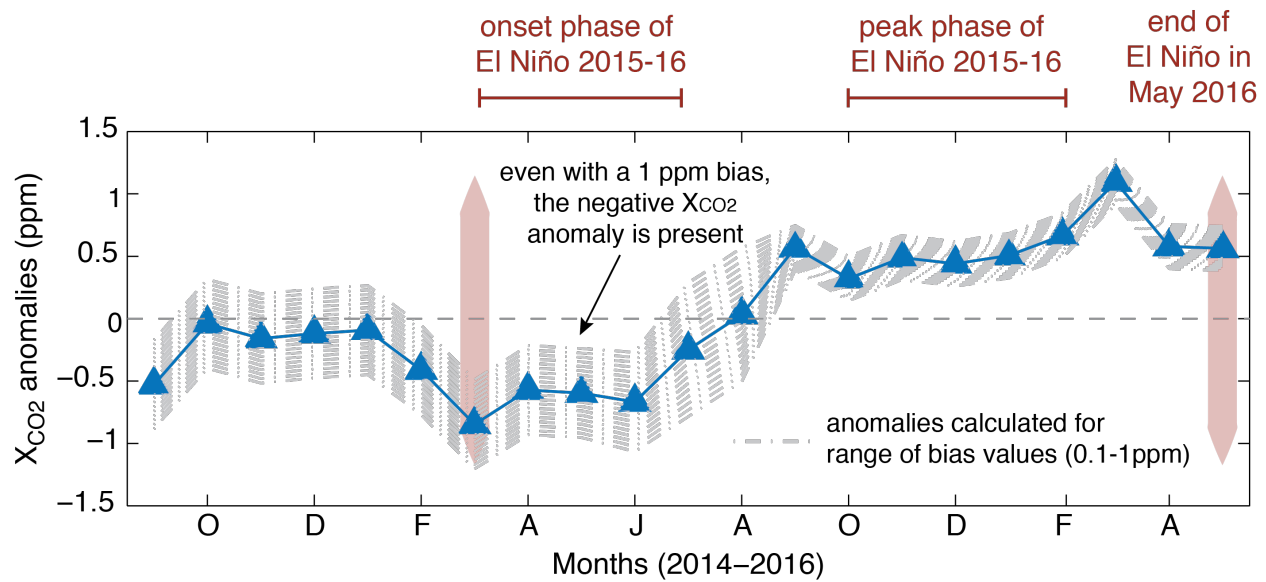 onset phase of
El Niño 2015-16
peak phase of
El Niño 2015-16
end of
El Niño in
May 2016
1.5
1
0.5
0
−0.5
−1
−1.5
XCO2 anomalies (ppm)
even with a 1 ppm bias,
the negative XCO2
anomaly is present
anomalies calculated for
range of bias values (0.1-1ppm)
O D F A J A O D F A
Months (2014−2016)